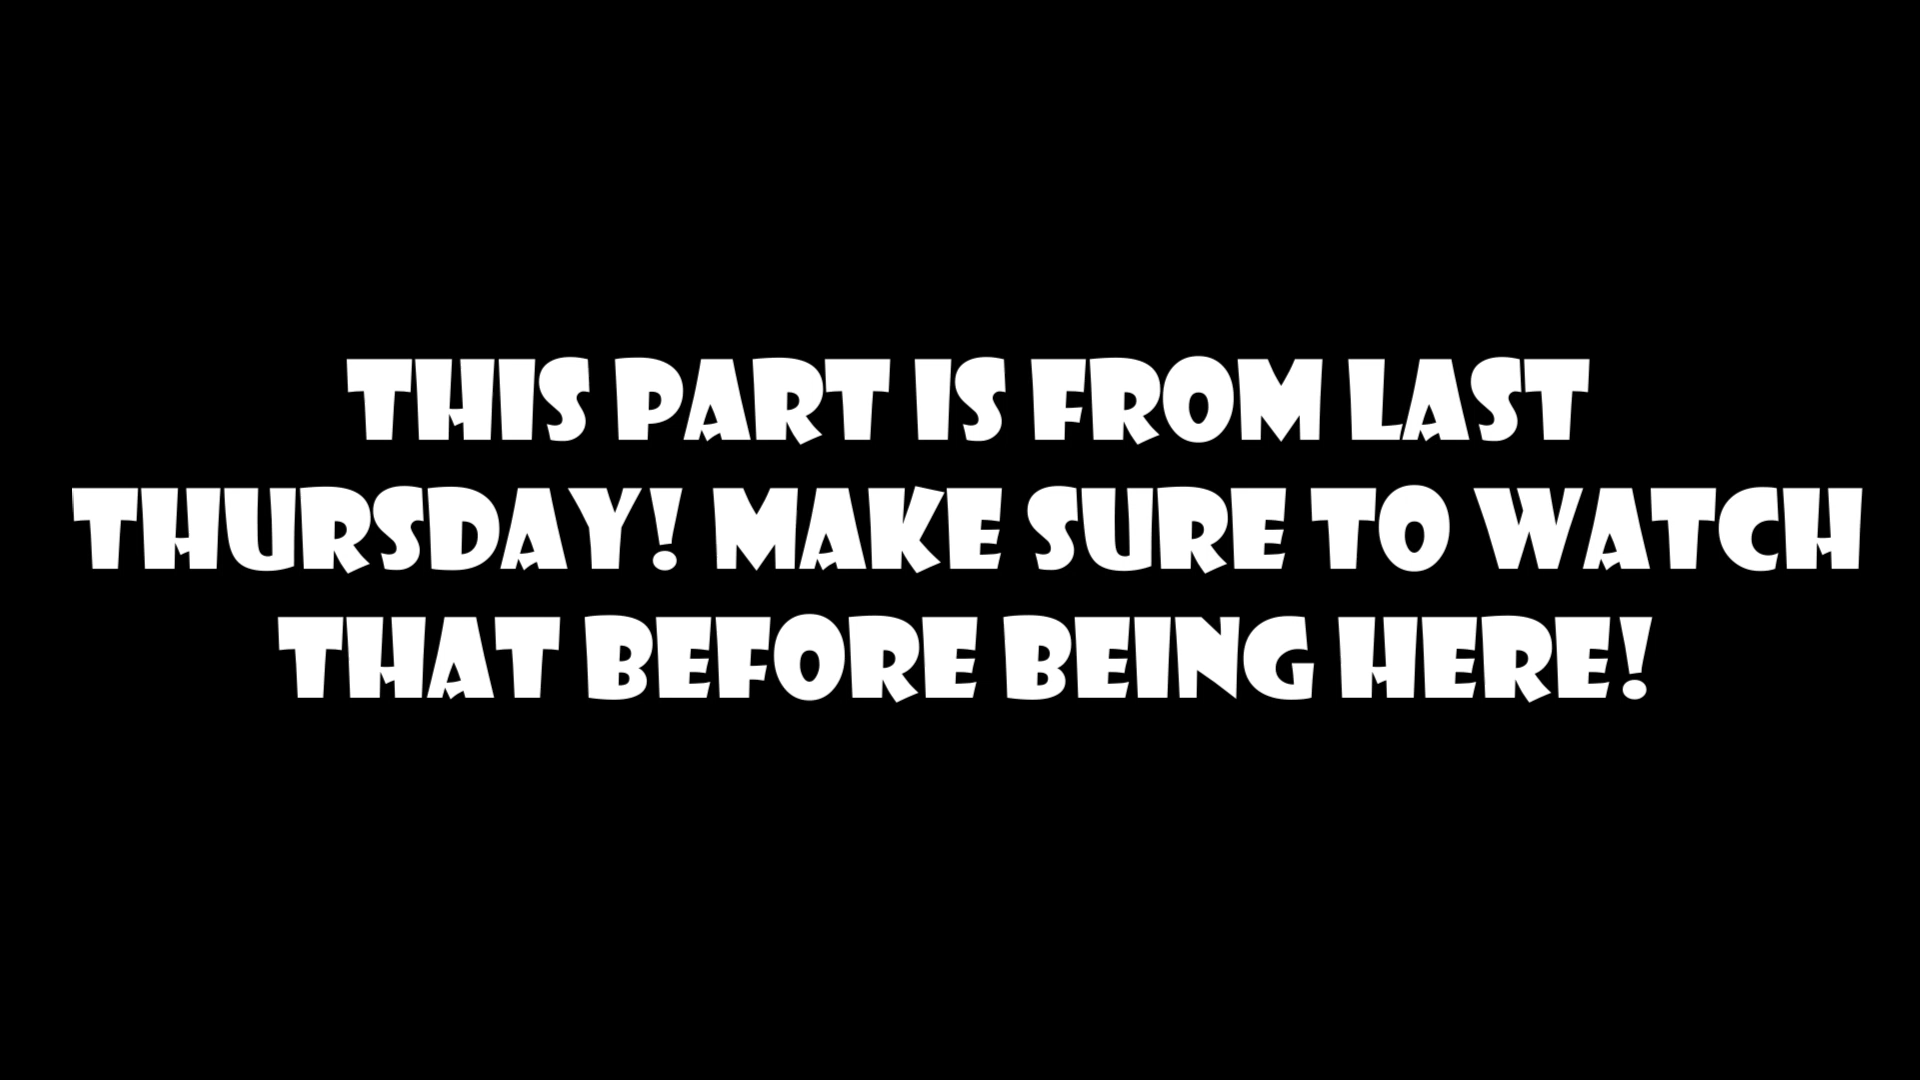 THIS PART IS FROM LAST
THURSDAY! MAKE SURE TO WATCH
THAT BEFORE BEING HERE!